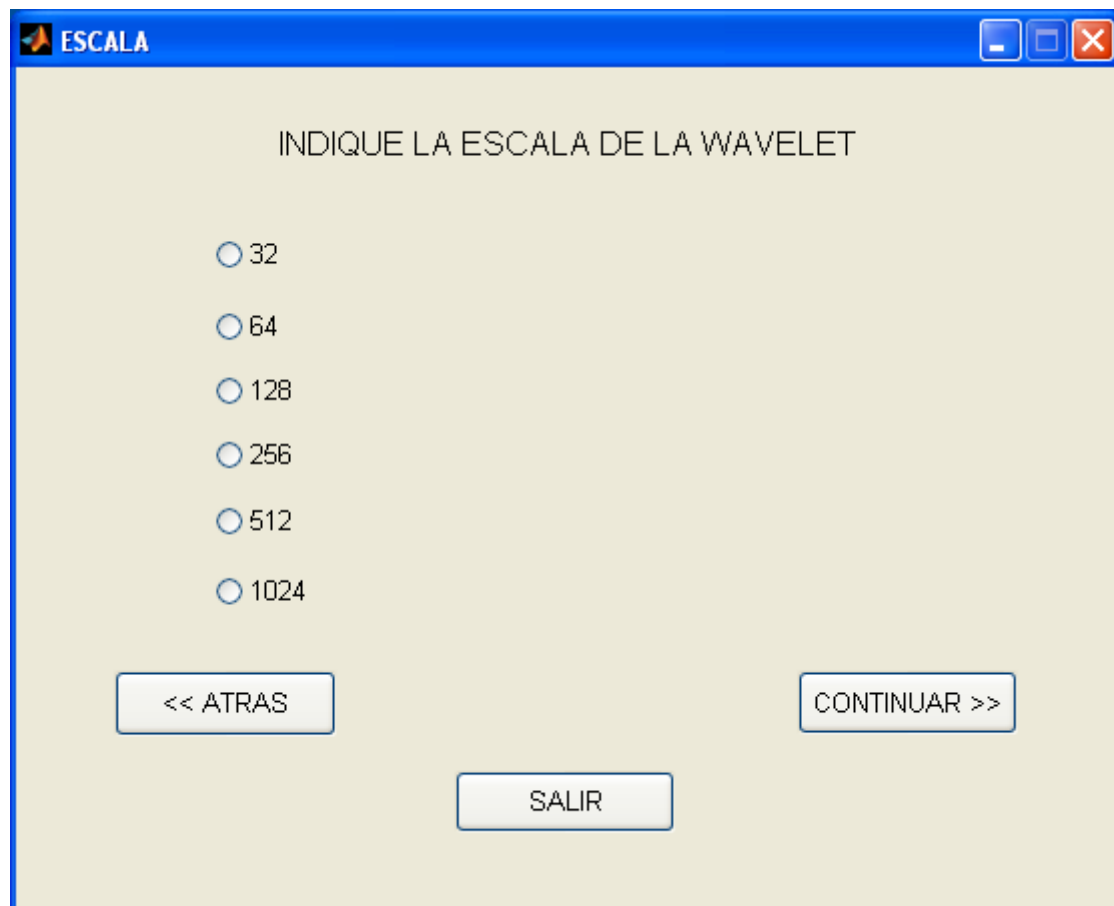 ESCALA
INDIQUE LA ESCALA DE LA WAVELET
32
64
128
256
512
1024
<< ATRAS
CONTINUAR >>
SALIR